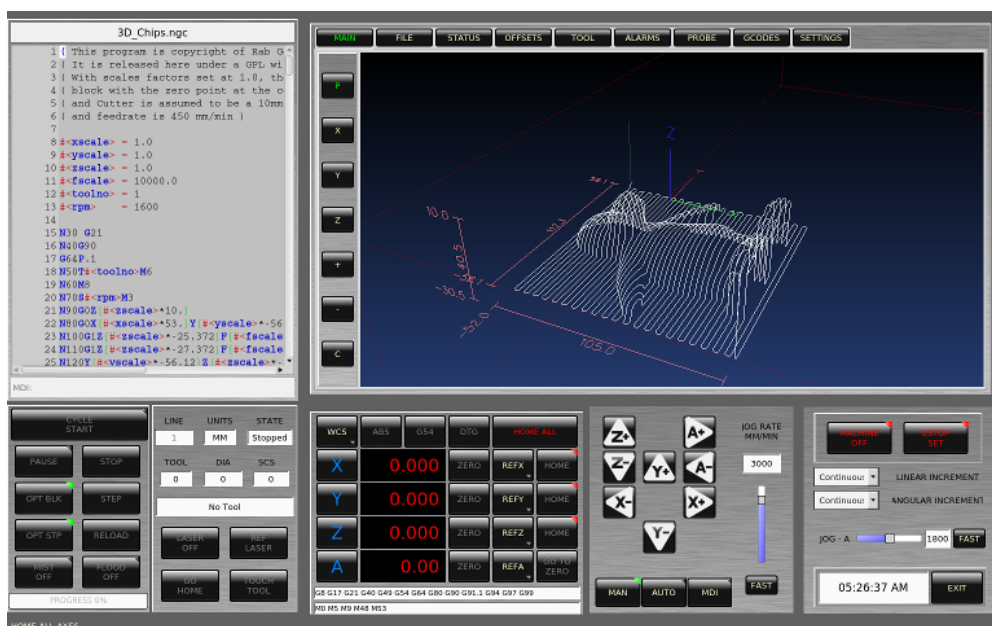 3D_Chips.ngc
1 ( This program is copyright of Rab G
2 ( It is released here under a GPL wi
3 ( With scales factors set at 1.0, th
4 ( block with the zero point at the c
5 ( and Cutter is assumed to be a 10mm
6 ( and feedrate is 450 mm/min )
7
8 #<xscale> = 1.0
9 #<yscale> = 1.0
10 #<zscale> = 1.0
11 #<fscale> = 10000.0
12 #<toolno> = 1
13 #<rpm> = 1600
14
15 N30 G21
16 N40G90
17 G64P.1
18 N50T#<toolno>M6
19 N60M8
20 N70S#<rpm>M3
21 N90G0Z[#<zscale>*10.]
22 N80G0X[#<xscale>*53.]Y[#<yscale>*-56
23 N100G1Z[#<zscale>*-25.372]F[#<fscale
24 N110G1Z[#<zscale>*-27.372]F[#<fscale
25 N120Y[#<yscale>*-56.12]Z[#<zscale>*-
MDI:
MAIN FILE STATUS OFFSETS TOOL ALARMS PROBE GCODES SETTINGS
P
X
Y
Z
+
-
C
Z
10.0
-30.5
-52.0
105.0
CYCLE
START
PAUSE STOP
OPT BLK STEP
OPT STP RELOAD
MIST
OFF
FLOOD
OFF
PROGRESS 0%
LINE UNITS STATE
1 MM Stopped
TOOL DIA SCS
0 0 0
No Tool
LASER
OFF
REF
LASER
GO
HOME
TOUCH
TOOL
WCS ABS G54 DTG HOME ALL
X 0.000 ZERO REFX HOME
Y 0.000 ZERO REFY HOME
Z 0.000 ZERO REFZ HOME
A 0.00 ZERO REFA GO TO ZERO
G8 G17 G21 G40 G49 G54 G64 G80 G90 G91.1 G94 G97 G99
M0 M5 M9 M48 M53
Z+ A+
Z- Y+ A-
X- X+
Y-
JOG RATE
MM/MIN
3000
FAST
MAN AUTO MDI
MACHINE
OFF
ESTOP
SET
Continuou: LINEAR INCREMENT
Continuou: ANGULAR INCREMENT
JOG - A 1800 FAST
05:26:37 AM EXIT
HOME ALL AXES